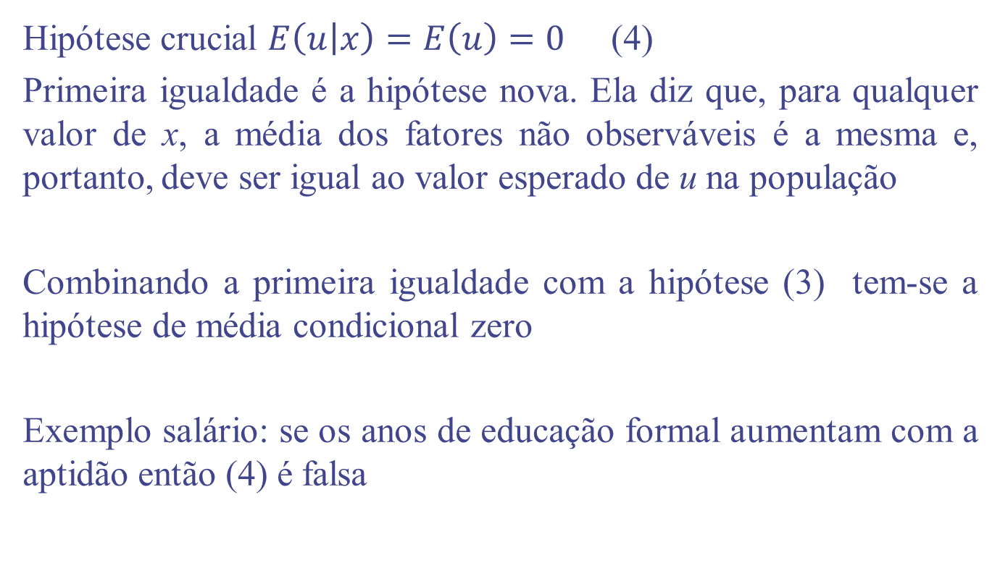 Hipótese crucial E(u|x) = E(u) = 0 (4)
Primeira igualdade é a hipótese nova. Ela diz que, para qualquer
valor de x, a média dos fatores não observáveis é a mesma e,
portanto, deve ser igual ao valor esperado de u na população
Combinando a primeira igualdade com a hipótese (3) tem-se a
hipótese de média condicional zero
Exemplo salário: se os anos de educação formal aumentam com a
aptidão então (4) é falsa